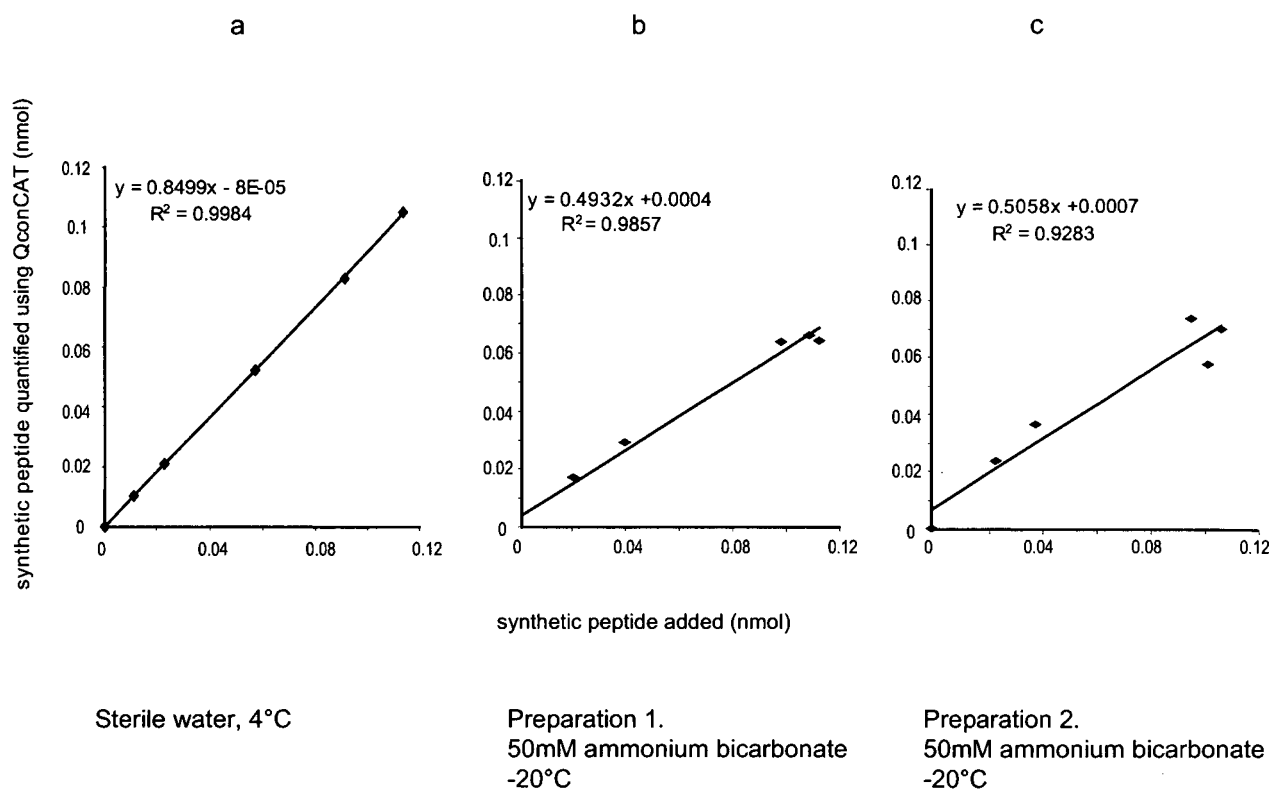 a
b
c
synthetic peptide quantified using QconCAT (nmol)
0.12
0.1
0.08
0.06
0.04
0.02
0
y = 0.8499x - 8E-05
R² = 0.9984
0
0.04
0.08
0.12
0.12
0.1
0.08
0.06
0.04
0.02
0
y = 0.4932x +0.0004
R² = 0.9857
0
0.04
0.08
0.12
0.12
0.1
0.08
0.06
0.04
0.02
0
y = 0.5058x +0.0007
R² = 0.9283
0
0.04
0.08
0.12
synthetic peptide added (nmol)
Sterile water, 4°C
Preparation 1.
50mM ammonium bicarbonate
-20°C
Preparation 2.
50mM ammonium bicarbonate
-20°C